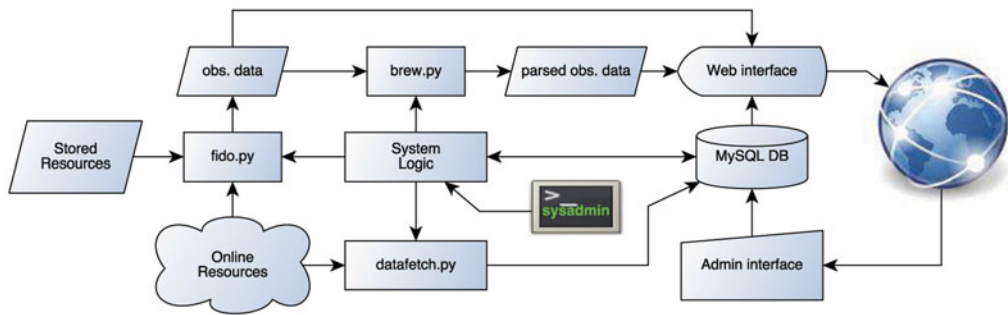 obs. data
brew.py
parsed obs. data
Web interface
Stored
Resources
fido.py
System
Logic
MySQL DB
>_
sysadmin
Online
Resources
datafetch.py
Admin interface